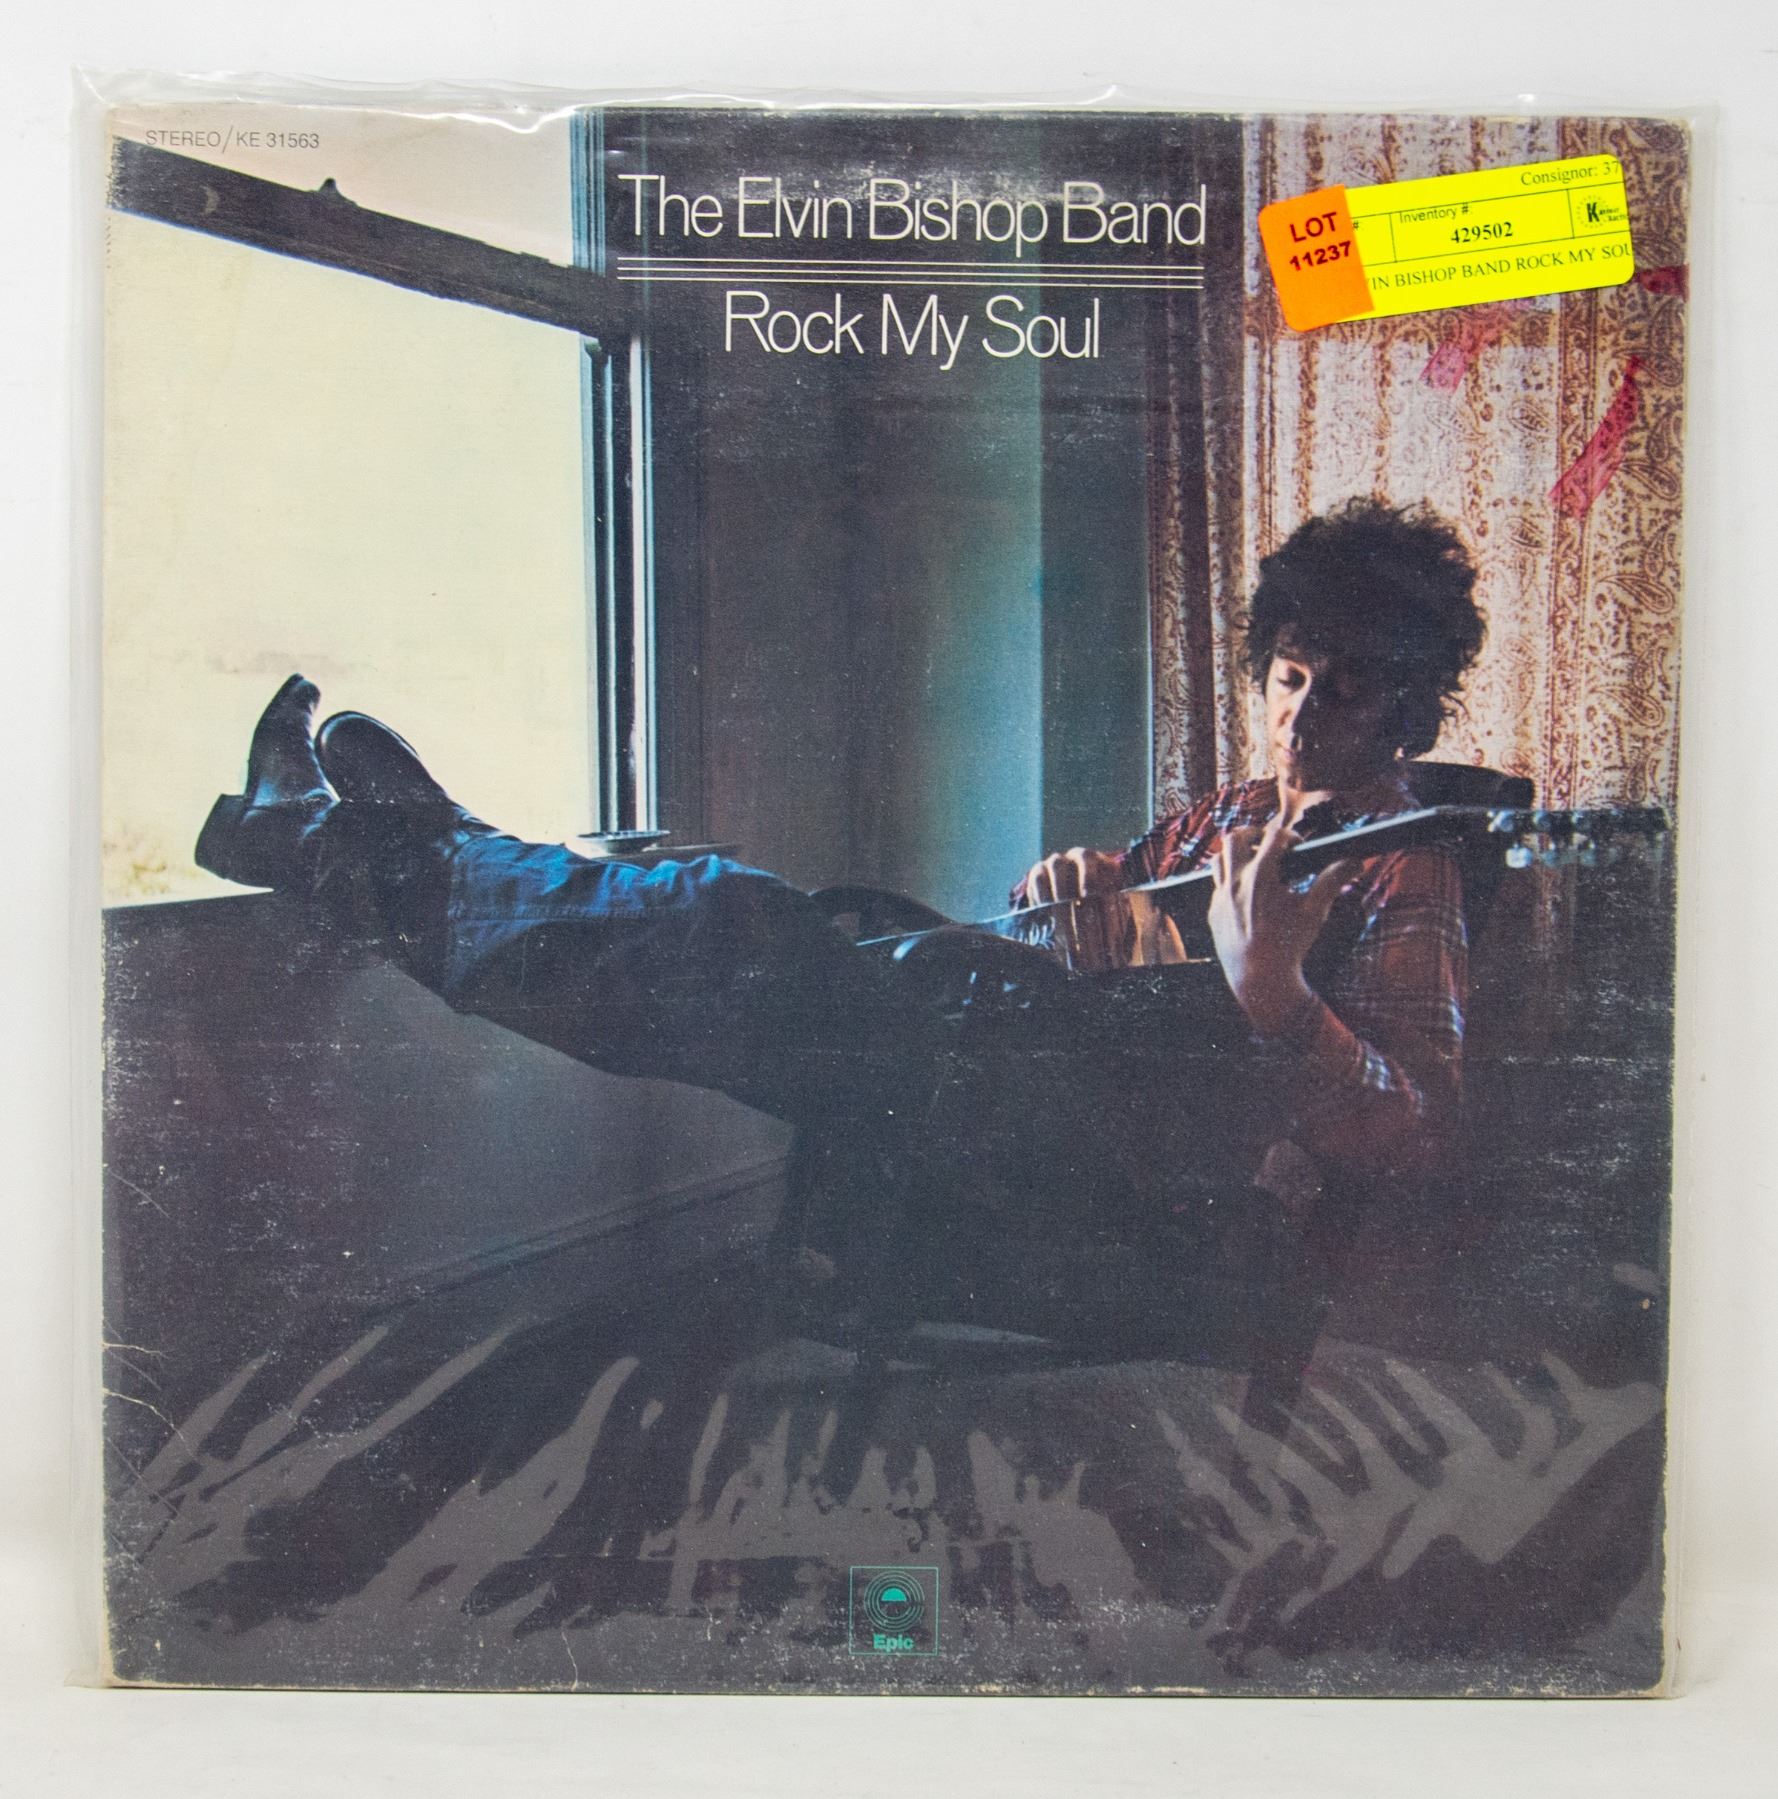 STEREO/KE 31563
The Elvin Bishop Band
Rock My Soul
Consignor: 37
LOT
11237
#:
Inventory #:
429502
VIN BISHOP BAND ROCK MY SOU
Epic